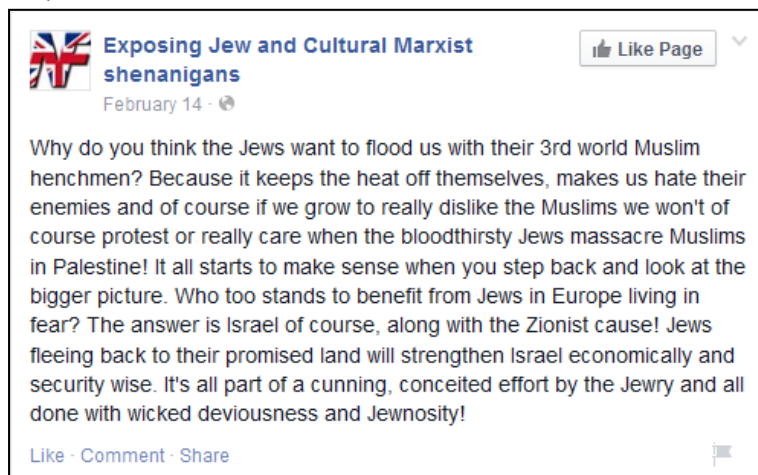 Exposing Jew and Cultural Marxist
shenanigans
Like Page
February 14 ·
Why do you think the Jews want to flood us with their 3rd world Muslim
henchmen? Because it keeps the heat off themselves, makes us hate their
enemies and of course if we grow to really dislike the Muslims we won't of
course protest or really care when the bloodthirsty Jews massacre Muslims
in Palestine! It all starts to make sense when you step back and look at the
bigger picture. Who too stands to benefit from Jews in Europe living in
fear? The answer is Israel of course, along with the Zionist cause! Jews
fleeing back to their promised land will strengthen Israel economically and
security wise. It's all part of a cunning, conceited effort by the Jewry and all
done with wicked deviousness and Jewnosity!
Like · Comment · Share